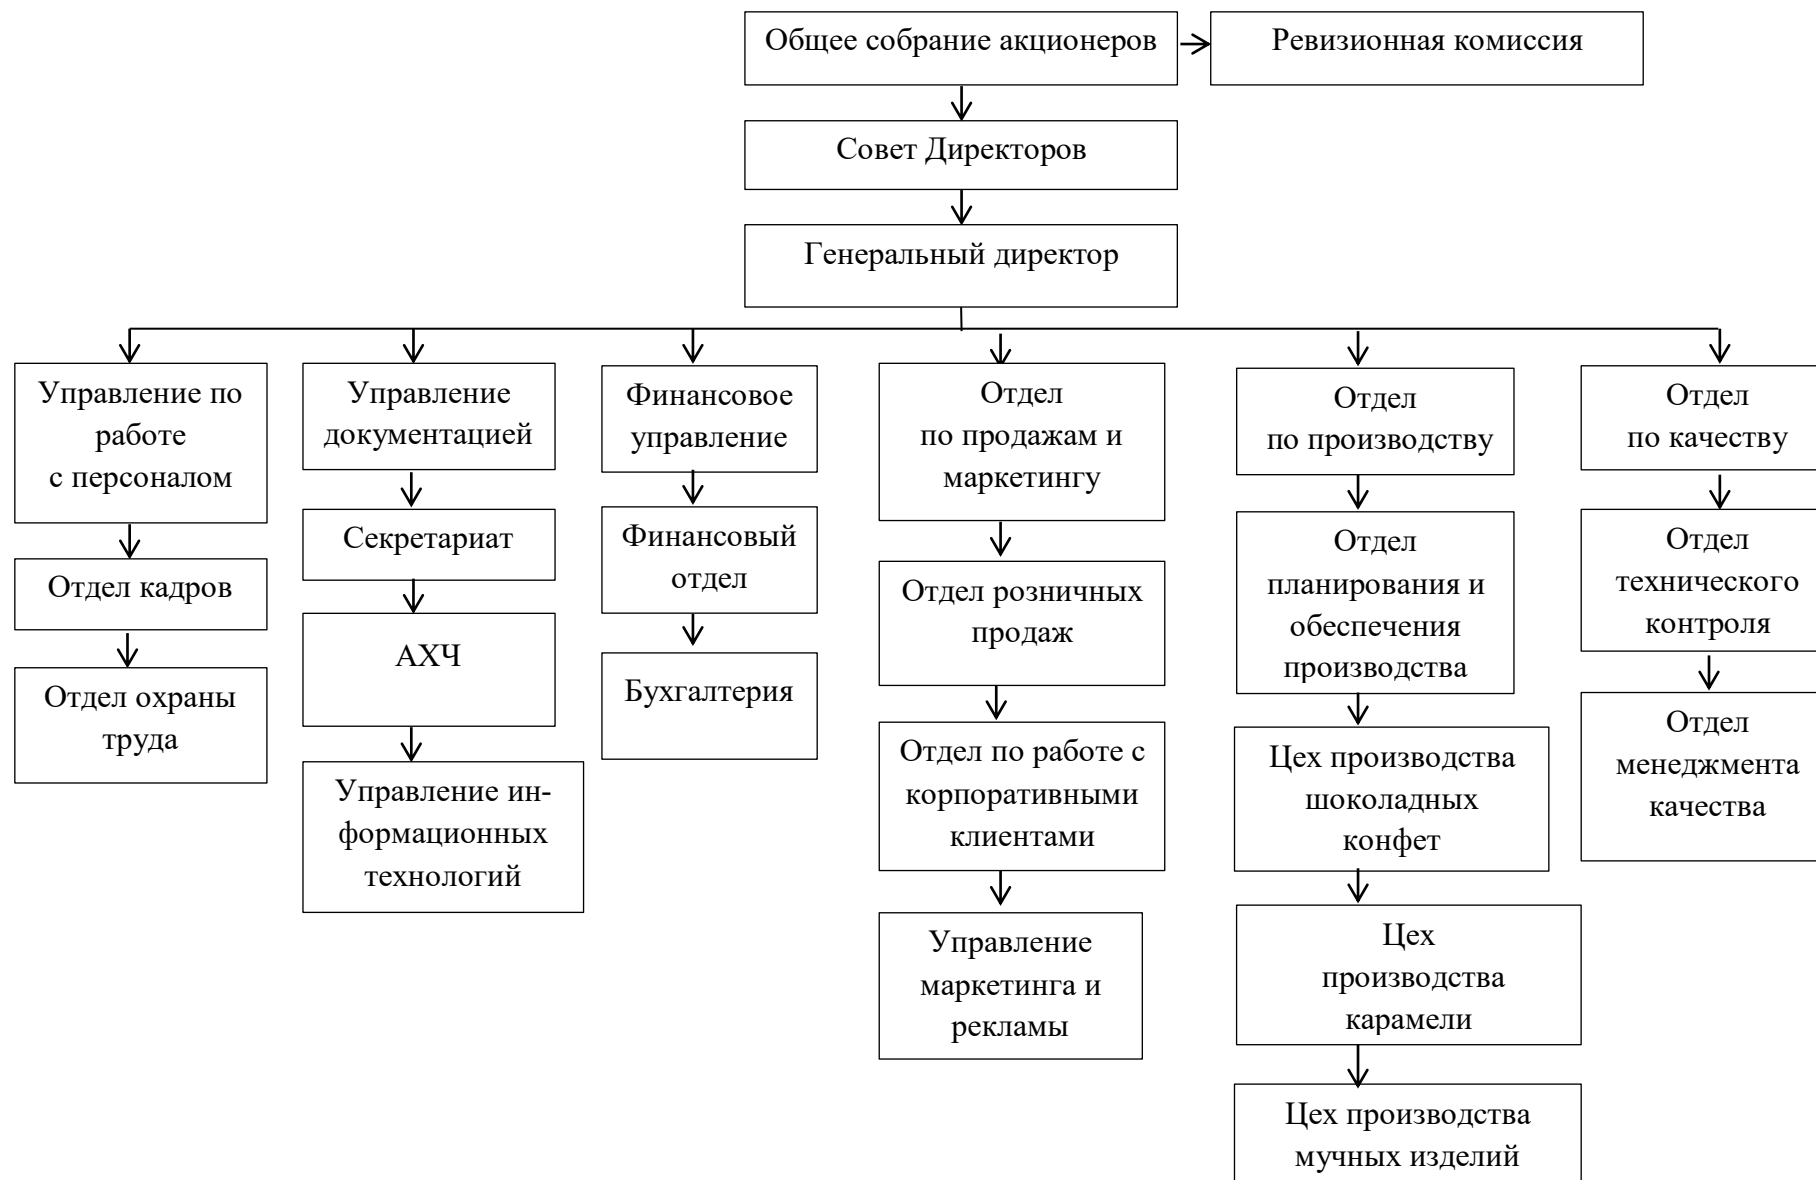 Общее собрание акционеров
Ревизионная комиссия
Совет Директоров
Генеральный директор
Управление по
работе
с персоналом
Отдел кадров
Отдел охраны
труда
Управление
документацией
Секретариат
АХЧ
Управление ин-
формационных
технологий
Финансовое
управление
Финансовый
отдел
Бухгалтерия
Отдел
по продажам и
маркетингу
Отдел розничных
продаж
Отдел по работе с
корпоративными
клиентами
Управление
маркетинга и
рекламы
Отдел
по производству
Отдел
планирования и
обеспечения
производства
Цех производства
шоколадных
конфет
Цех
производства
карамели
Цех производства
мучных изделий
Отдел
по качеству
Отдел
технического
контроля
Отдел
менеджмента
качества